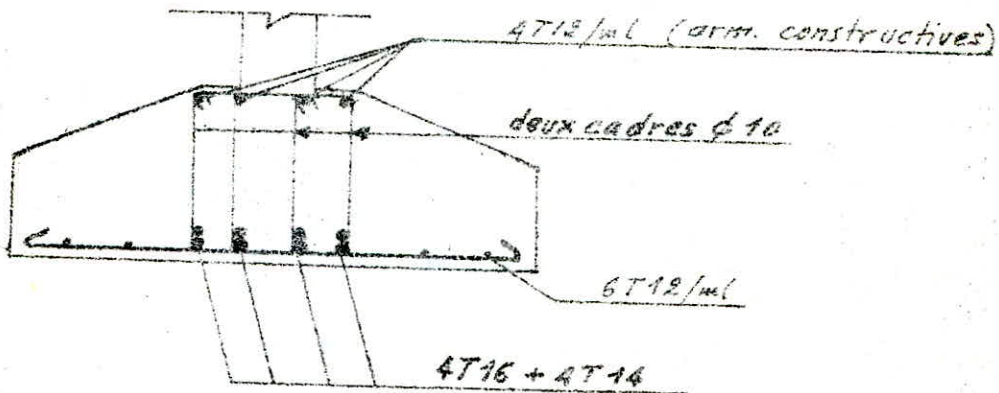 4T12/ml (arm. constructives)
deux cadres ϕ 10
6T12/ml
4T16 + 4T14